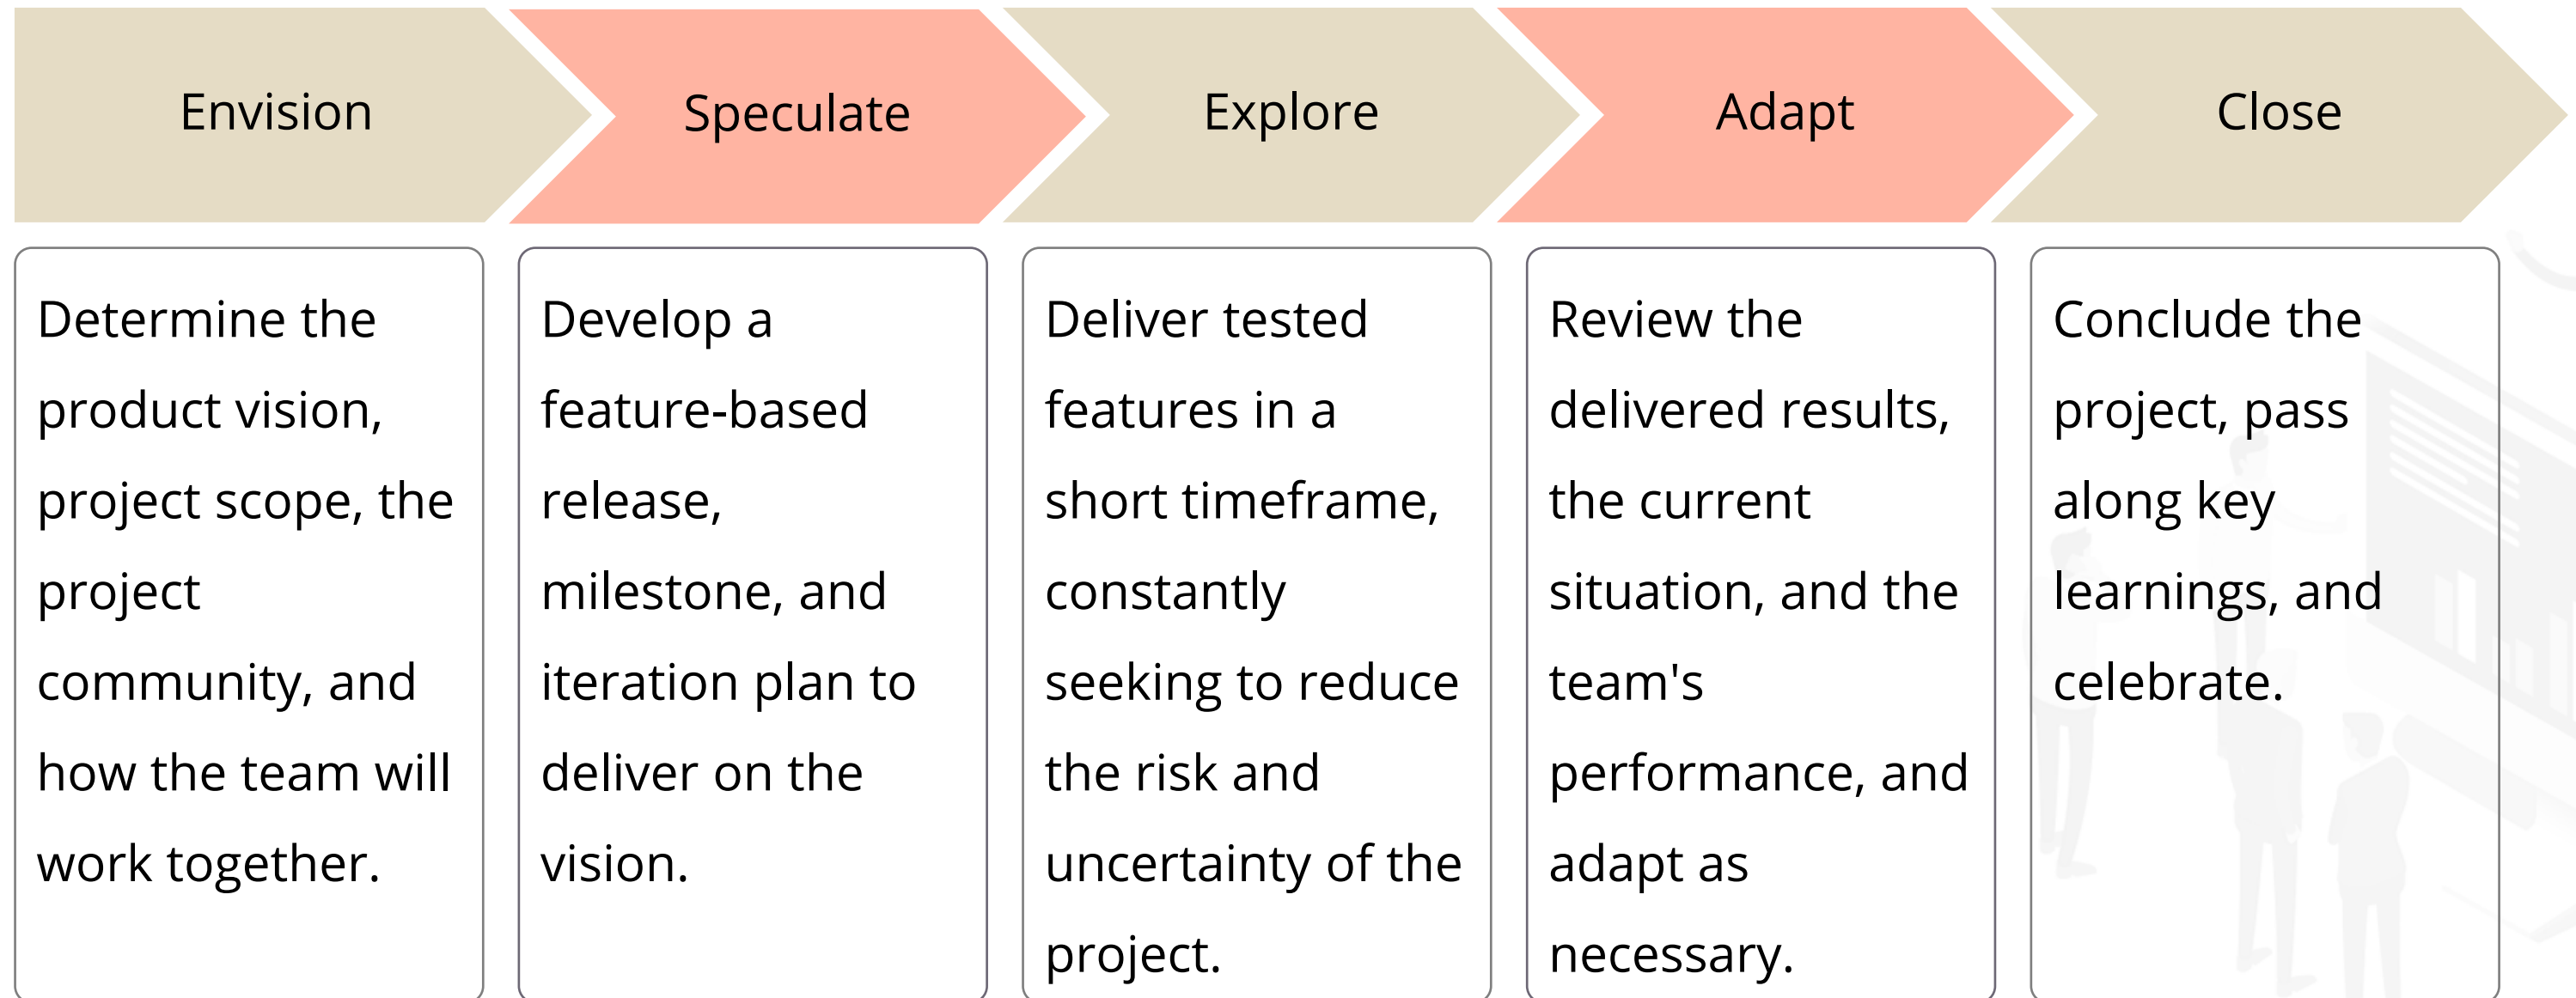 Envision
Speculate
Explore
Adapt
Close
Determine the
product vision,
project scope, the
project
community, and
how the team will
work together.
Develop a
feature-based
release,
milestone, and
iteration plan to
deliver on the
vision.
Deliver tested
features in a
short timeframe,
constantly
seeking to reduce
the risk and
uncertainty of the
project.
Review the
delivered results,
the current
situation, and the
team's
performance, and
adapt as
necessary.
Conclude the
project, pass
along key
learnings, and
celebrate.